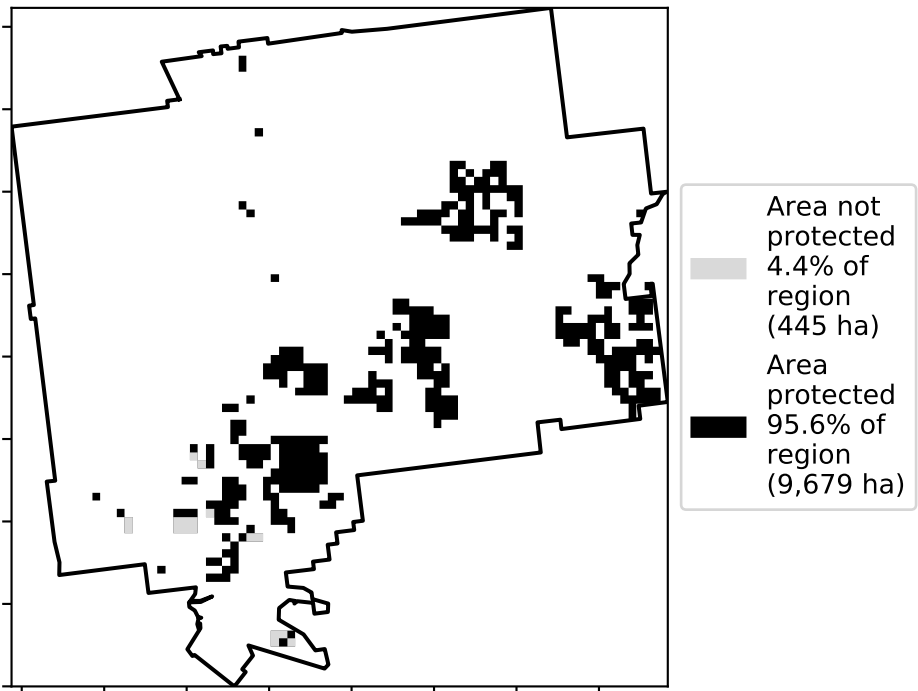 Area not
protected
4.4% of
region
(445 ha)
Area
protected
95.6% of
region
(9,679 ha)